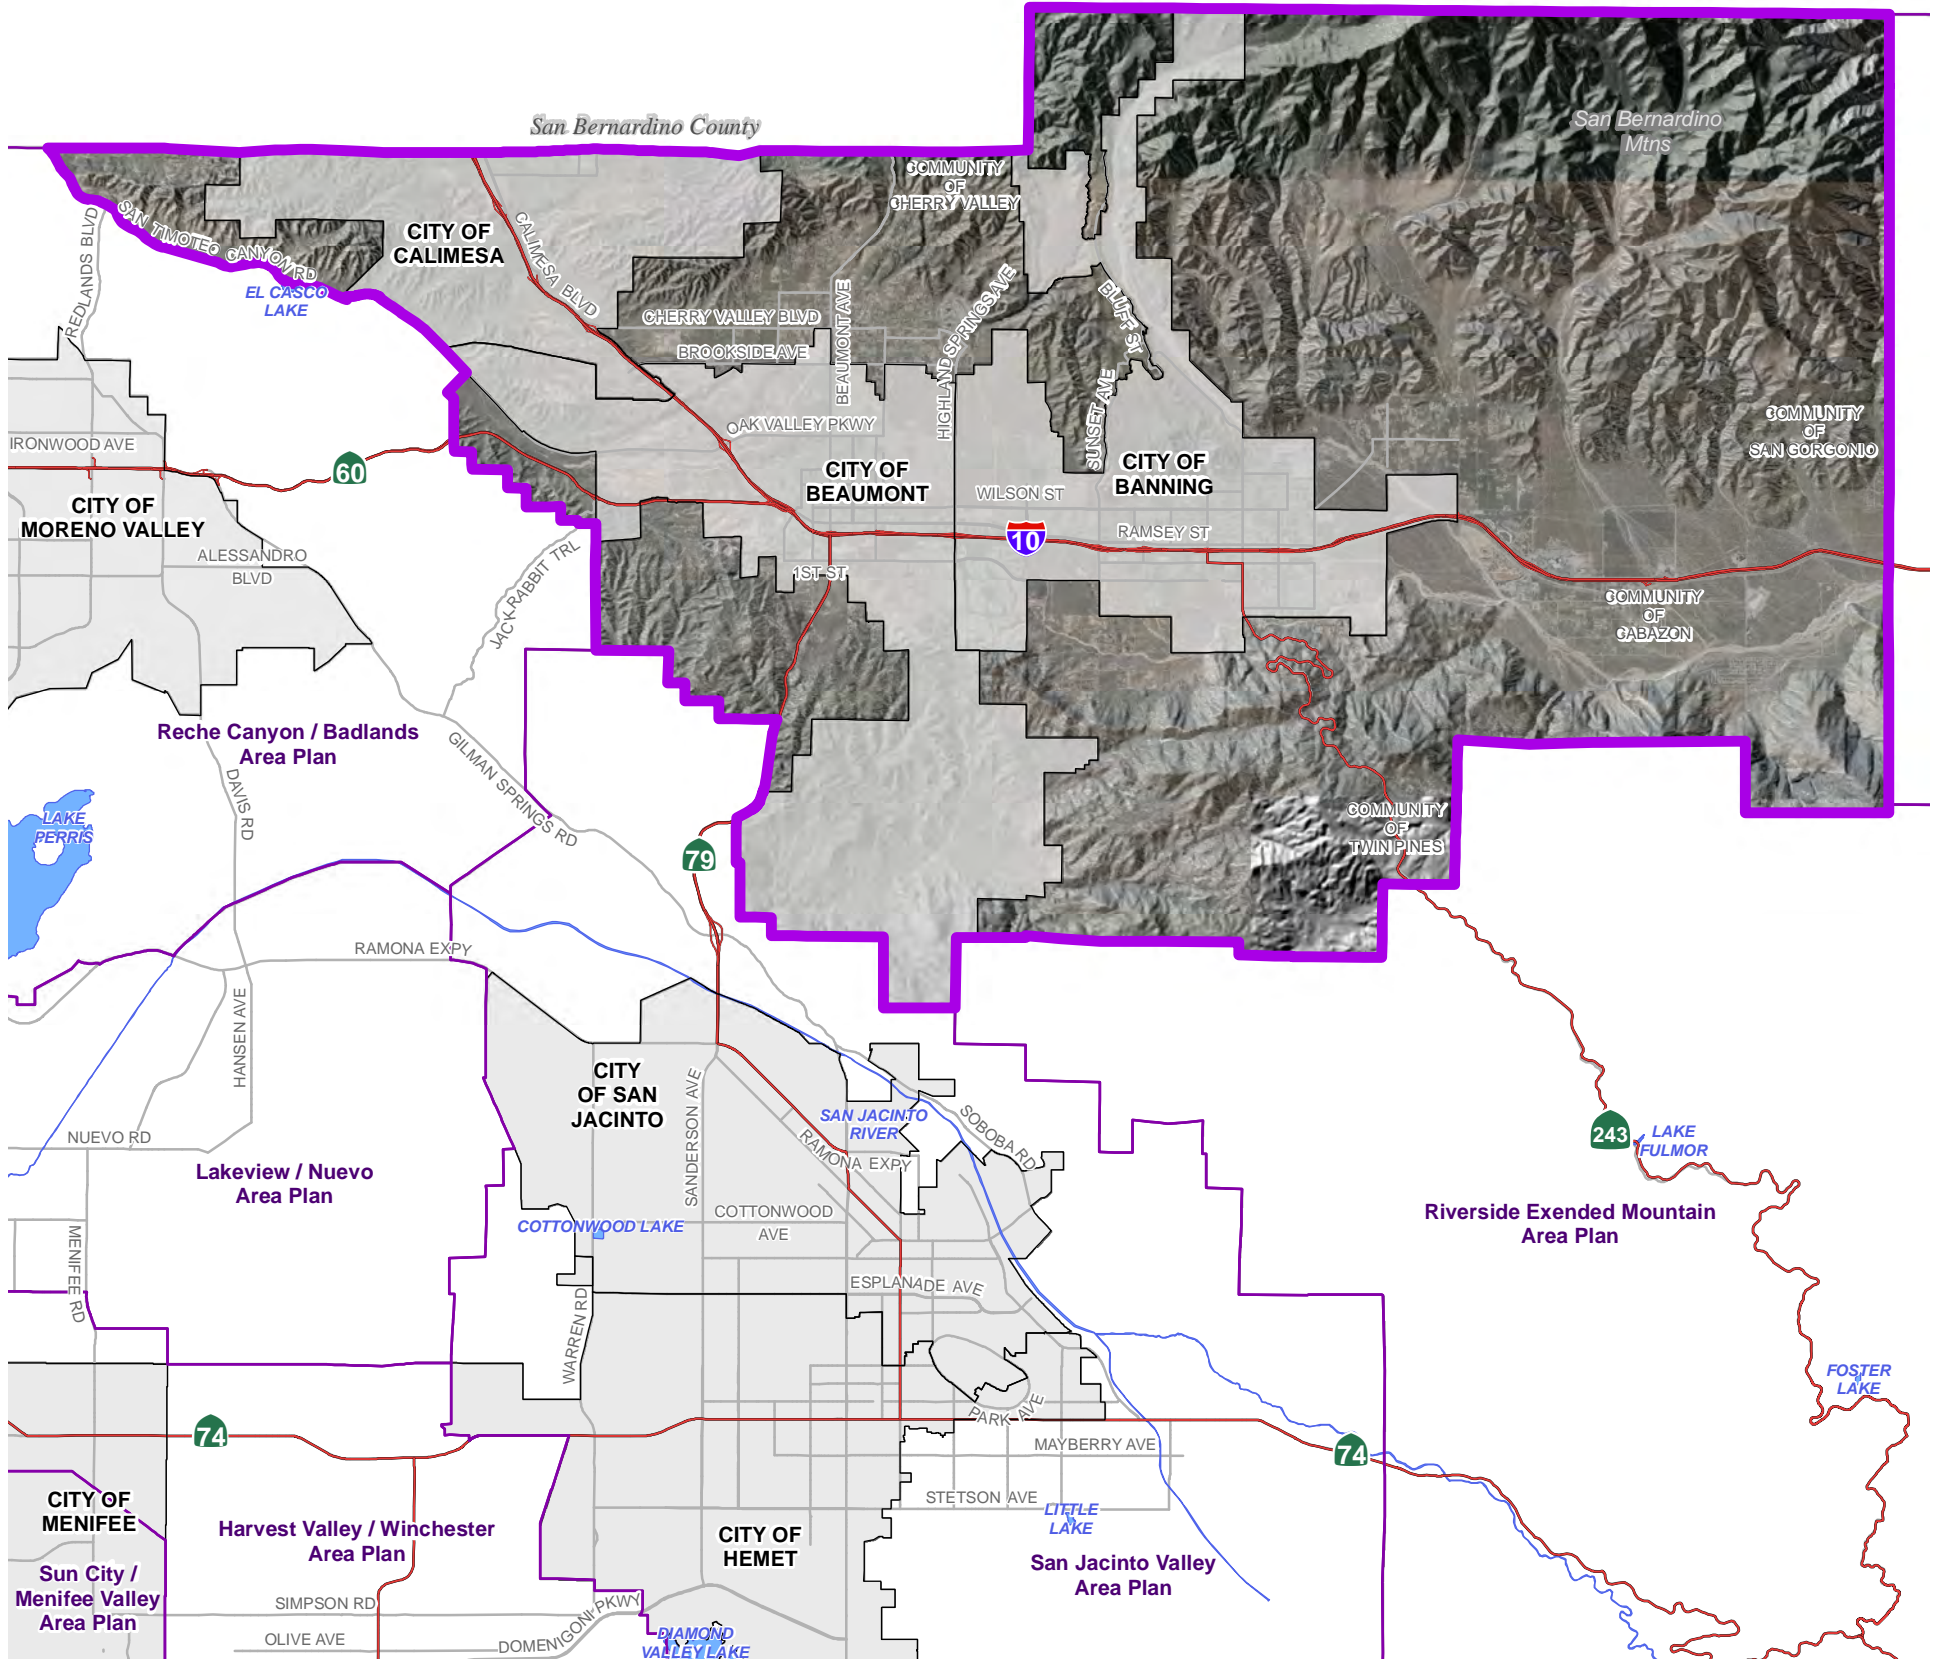 San Bernardino County
San Bernardino
Mtns
COMMUNITY
OF
CHERRY VALLEY
REDLANDS BLVD
SAN TIMOTEO CANYON RD
CITY OF
CALIMESA
CALIMESA BLVD
EL CASCO
LAKE
CHERRY VALLEY BLVD
BEAUMONT AVE
HIGHLAND SPRINGS AVE
BLUFF ST
BROOKSIDE AVE
SUNSET AVE
OAK VALLEY PKWY
COMMUNITY
OF
SAN GORGONIO
IRONWOOD AVE
60
CITY OF
BEAUMONT
CITY OF
BANNING
WILSON ST
CITY OF
MORENO VALLEY
10
RAMSEY ST
ALESSANDRO
BLVD
JACK RABBIT TRL
1ST ST
COMMUNITY
OF
CABAZON
Reche Canyon / Badlands
Area Plan
GILMAN SPRINGS RD
DAVIS RD
LAKE
PERRIS
79
COMMUNITY
OF
TWIN PINES
RAMONA EXPY
HANSEN AVE
CITY
OF SAN
JACINTO
SANDERSON AVE
SAN JACINTO
RIVER
SOBOBA RD
RAMONA EXPY
243
LAKE
FULMOR
NUEVO RD
Lakeview / Nuevo
Area Plan
COTTONWOOD LAKE
COTTONWOOD
AVE
Riverside Exended Mountain
Area Plan
MENIFEE RD
ESPLANADE AVE
WARREN RD
FOSTER
LAKE
PARK AVE
74
MAYBERRY AVE
74
STETSON AVE
LITTLE
LAKE
CITY OF
MENIFEE
Harvest Valley / Winchester
Area Plan
CITY OF
HEMET
San Jacinto Valley
Area Plan
Sun City /
Menifee Valley
Area Plan
SIMPSON RD
OLIVE AVE
DOMENIGONI PKWY
DIAMOND
VALLEY LAKE